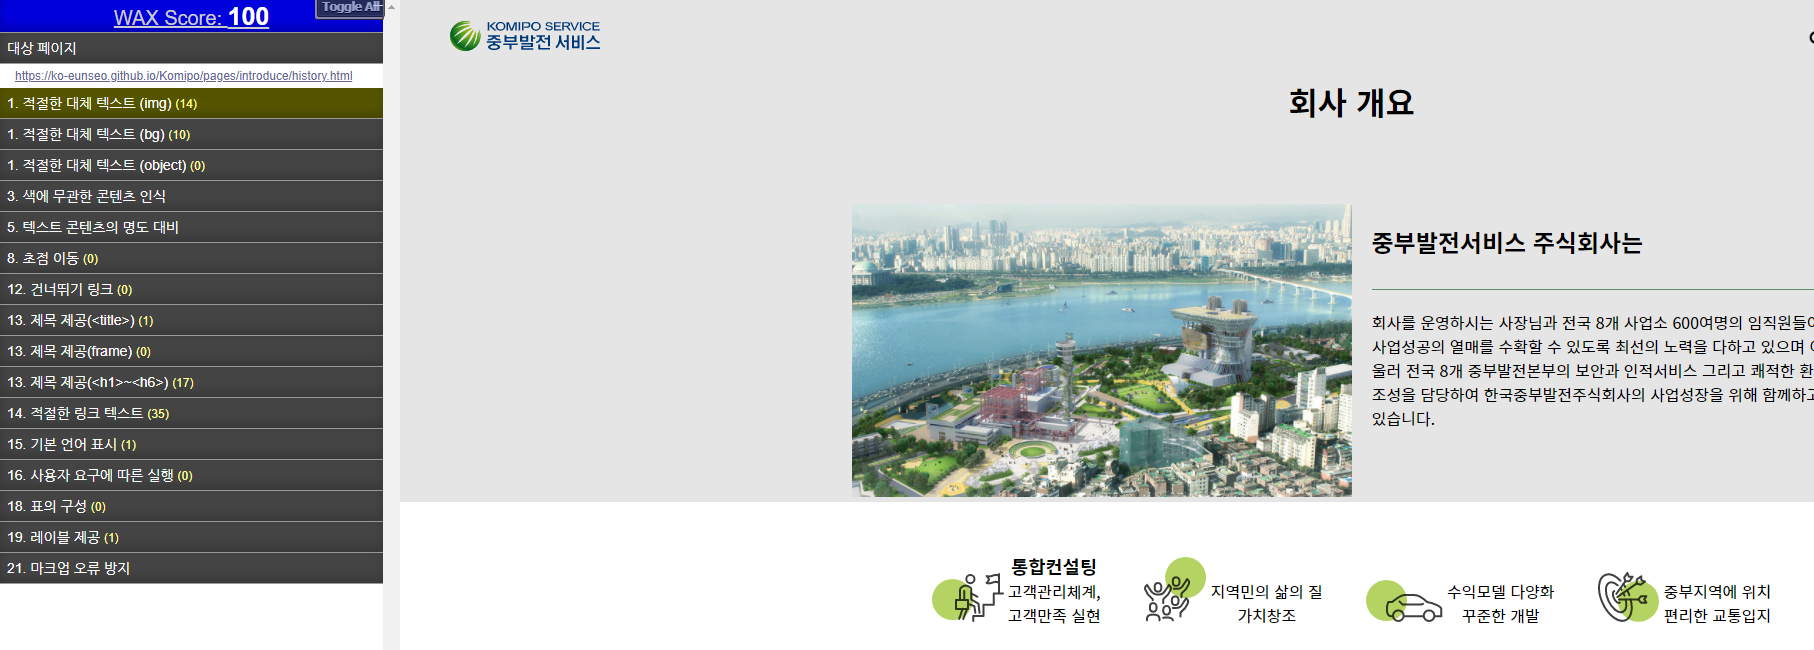 WAX Score: 100
Toggle All
대상 페이지
https://ko-eunseo.github.io/Komipo/pages/introduce/history.html
1. 적절한 대체 텍스트 (img) (14)
1. 적절한 대체 텍스트 (bg) (10)
1. 적절한 대체 텍스트 (object) (0)
3. 색에 무관한 콘텐츠 인식
5. 텍스트 콘텐츠의 명도 대비
8. 초점 이동 (0)
12. 건너뛰기 링크 (0)
13. 제목 제공(<title>) (1)
13. 제목 제공(frame) (0)
13. 제목 제공(<h1>~<h6>) (17)
14. 적절한 링크 텍스트 (35)
15. 기본 언어 표시 (1)
16. 사용자 요구에 따른 실행 (0)
18. 표의 구성 (0)
19. 레이블 제공 (1)
21. 마크업 오류 방지
KOMIPO SERVICE
중부발전 서비스
회사 개요
중부발전서비스 주식회사는
회사를 운영하시는 사장님과 전국 8개 사업소 600여명의 임직원들이
사업성공의 열매를 수확할 수 있도록 최선의 노력을 다하고 있으며
울러 전국 8개 중부발전본부의 보안과 인적서비스 그리고 쾌적한 환
조성을 담당하여 한국중부발전주식회사의 사업성장을 위해 함께하고
있습니다.
통합컨설팅
고객관리체계,
고객만족 실현
지역민의 삶의 질
가치창조
수익모델 다양화
꾸준한 개발
중부지역에 위치
편리한 교통입지